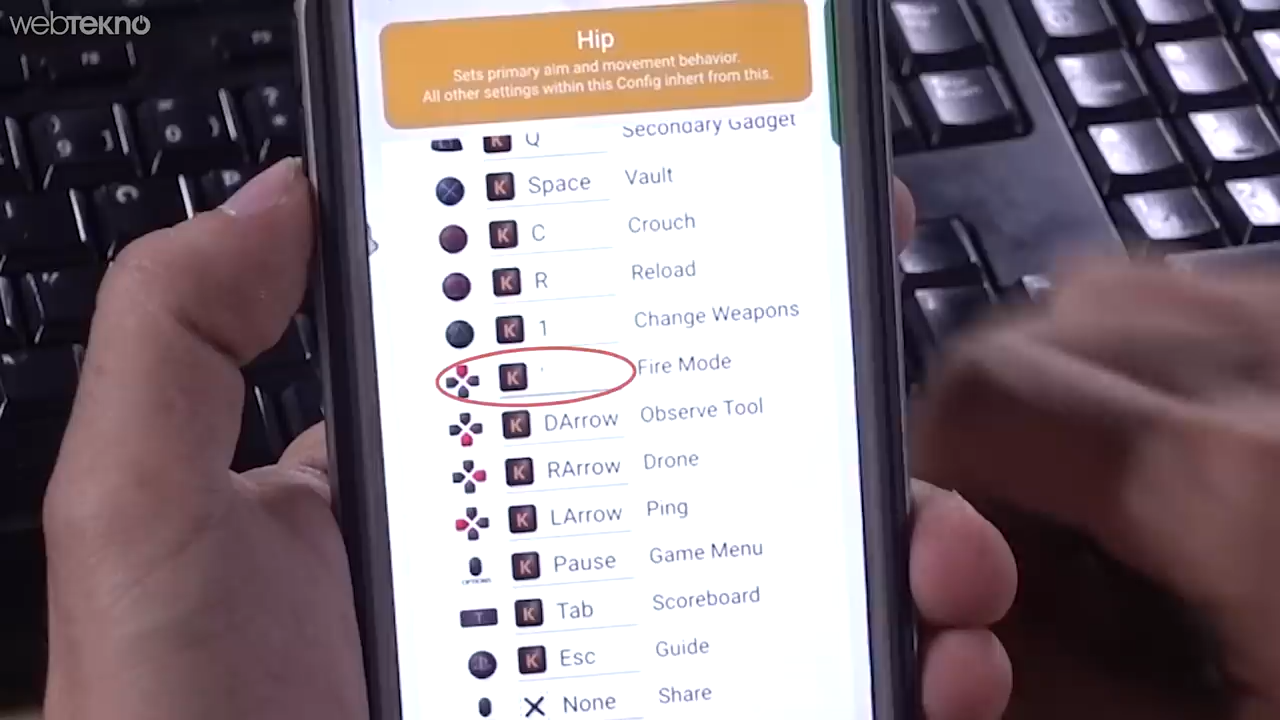 webtekno
Hip
Sets primary aim and movement behavior.
All other settings within this Config inhert from this.
K Q Secondary Gadget
K Space Vault
K C Crouch
K R Reload
K 1 Change Weapons
K ' Fire Mode
K DArrow Observe Tool
K RArrow Drone
K LArrow Ping
OPTIONS K Pause Game Menu
T K Tab Scoreboard
K Esc Guide
None Share